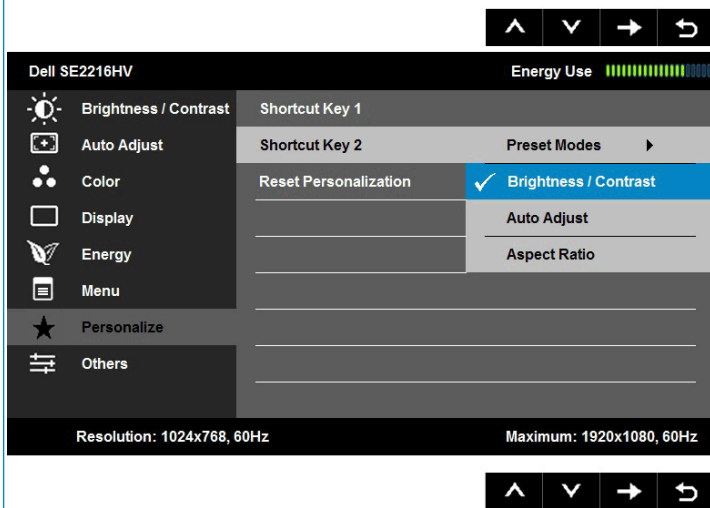 Dell SE2216HV Energy Use
Brightness / Contrast Shortcut Key 1
Auto Adjust Shortcut Key 2 Preset Modes
Color Reset Personalization Brightness / Contrast
Display Auto Adjust
Energy Aspect Ratio
Menu
Personalize
Others
Resolution: 1024x768, 60Hz Maximum: 1920x1080, 60Hz